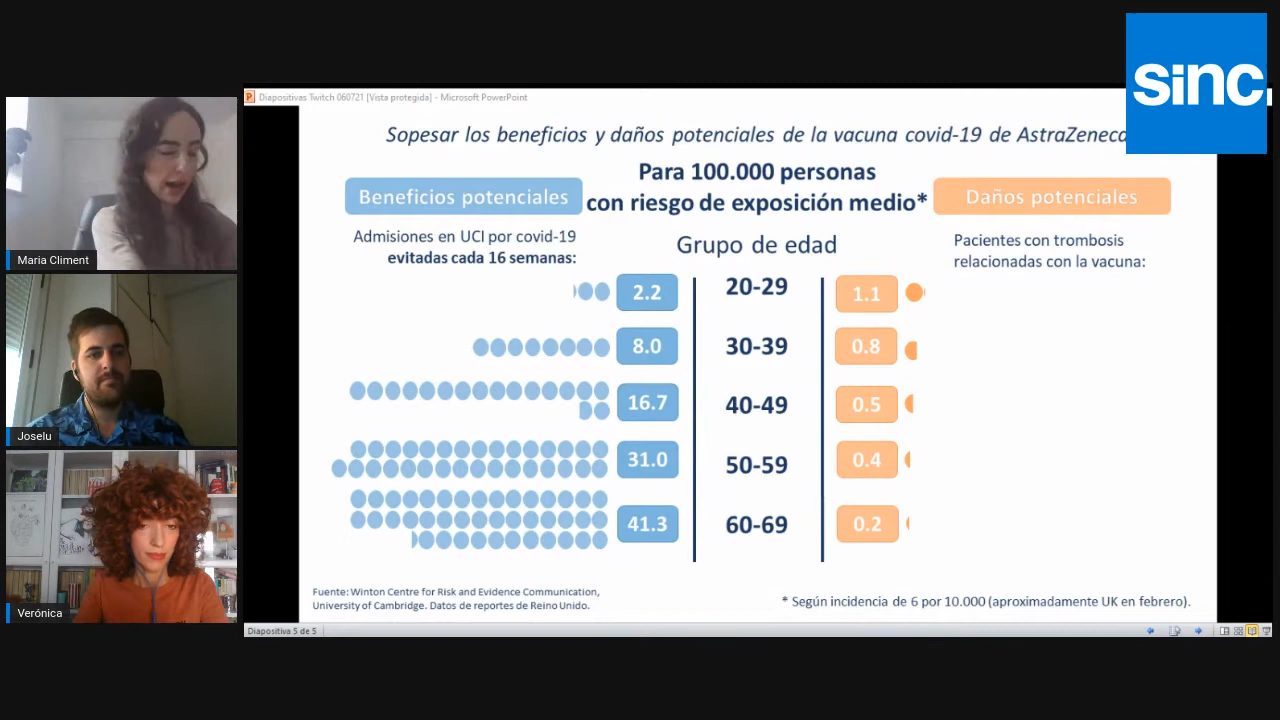 sinc.
Diapositivas Twitch 060721 [Vista protegida] - Microsoft PowerPoint
Sopesar los beneficios y daños potenciales de la vacuna covid-19 de AstraZeneca
Para 100.000 personas
con riesgo de exposición medio*
Beneficios potenciales
Daños potenciales
Admisiones en UCI por covid-19
evitadas cada 16 semanas:
Grupo de edad
Pacientes con trombosis
relacionadas con la vacuna:
2.2 20-29 1.1
8.0 30-39 0.8
16.7 40-49 0.5
31.0 50-59 0.4
41.3 60-69 0.2
Fuente: Winton Centre for Risk and Evidence Communication,
University of Cambridge. Datos de reportes de Reino Unido.
* Según incidencia de 6 por 10.000 (aproximadamente UK en febrero).
Diapositiva 5 de 5
Maria Climent
Joselu
Verónica